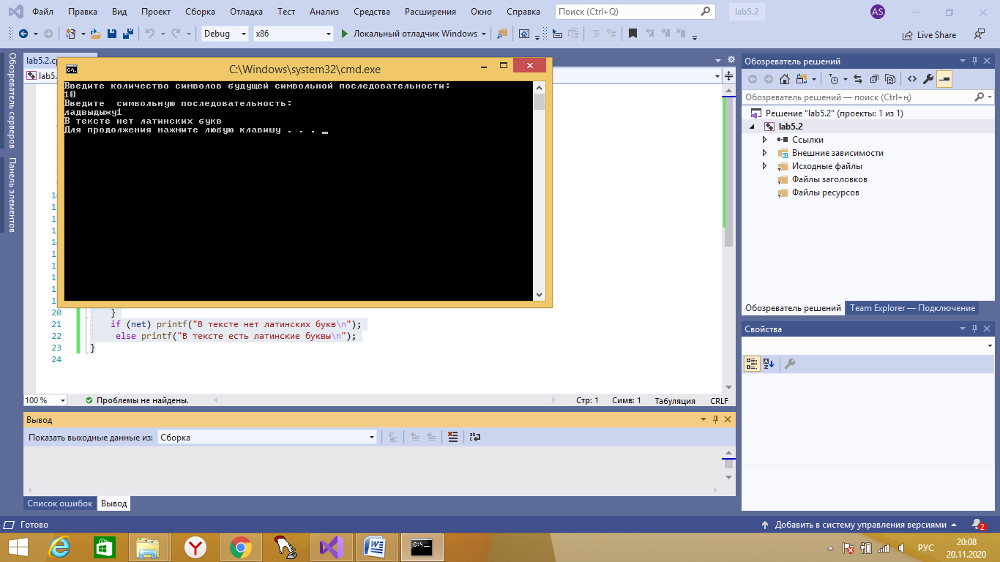 Файл Правка Вид Проект Сборка Отладка Тест Анализ Средства Расширения Окно Справка Поиск (Ctrl+Q) lab5.2 AS
Debug x86 Локальный отладчик Windows Live Share
Обозреватель серверов
Панель элементов
lab5.2.cp
lab5.
C:\Windows\system32\cmd.exe
Введите количество символов будущей символьной последовательности:
10
Введите  символьную последовательность:
ладвыдыжу1
В тексте нет латинских букв
Для продолжения нажмите любую клавишу . . . _
20 }
21 if (net) printf("В тексте нет латинских букв\n");
22 else printf("В тексте есть латинские буквы\n");
23 }
24
100 % Проблемы не найдены. Стр: 1 Симв: 1 Табуляция CRLF
Вывод
Показать выходные данные из: Сборка
Список ошибок Вывод
Обозреватель решений
Обозреватель решений — поиск (Ctrl+ң)
Решение "lab5.2" (проекты: 1 из 1)
lab5.2
Ссылки
Внешние зависимости
Исходные файлы
Файлы заголовков
Файлы ресурсов
Обозреватель решений Team Explorer — Подключение
Свойства
Готово Добавить в систему управления версиями 2
РУС 20:08
20.11.2020